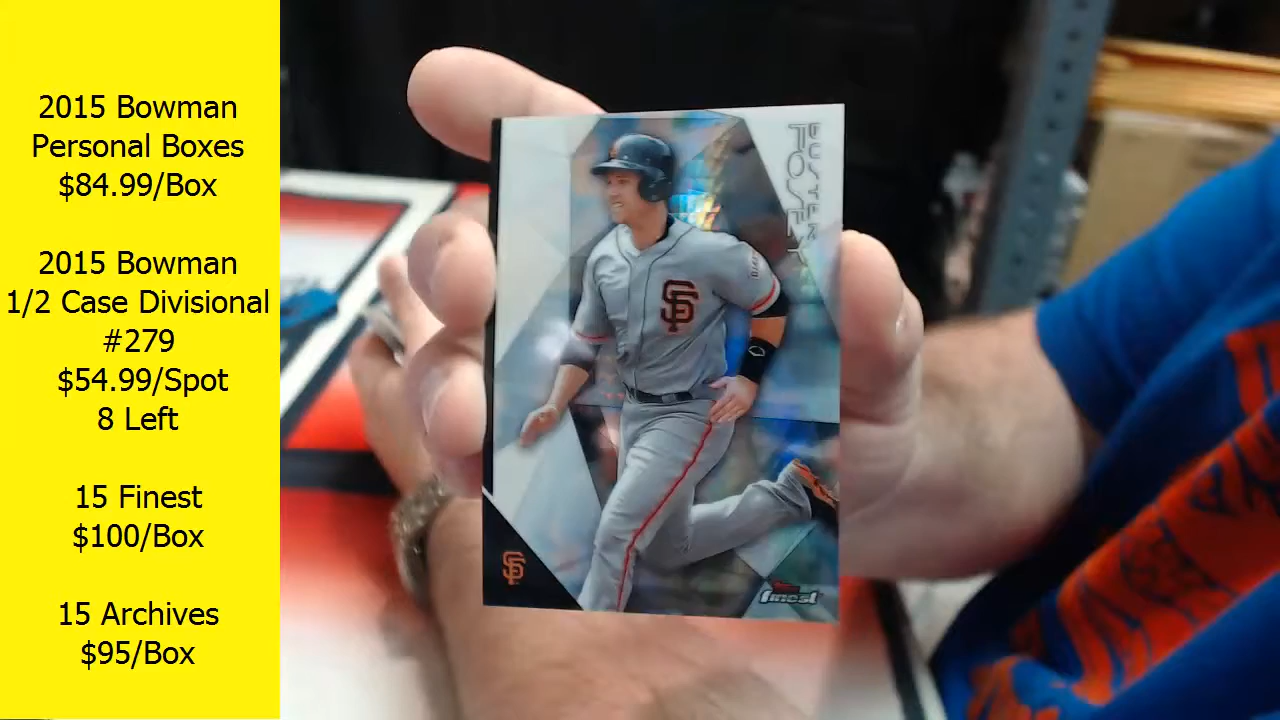 2015 Bowman
Personal Boxes
$84.99/Box
2015 Bowman
1/2 Case Divisional
#279
$54.99/Spot
8 Left
15 Finest
$100/Box
15 Archives
$95/Box
BUSTER
POSEY
SF
SF
Topps
finest